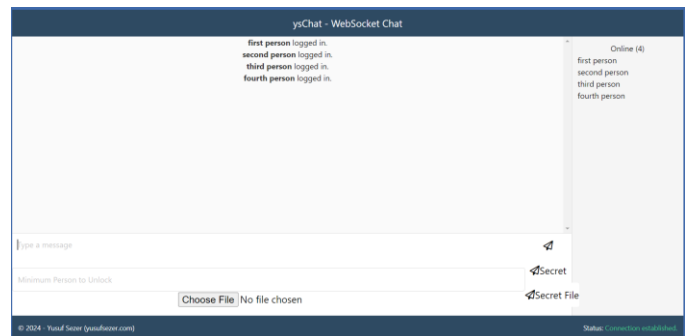 ysChat - WebSocket Chat
first person logged in.
second person logged in.
third person logged in.
fourth person logged in.
Online (4)
first person
second person
third person
fourth person
Type a message
Secret
Minimum Person to Unlock
Choose File No file chosen
Secret File
© 2024 - Yusuf Sezer (yusufsezer.com)
Status: Connection established.